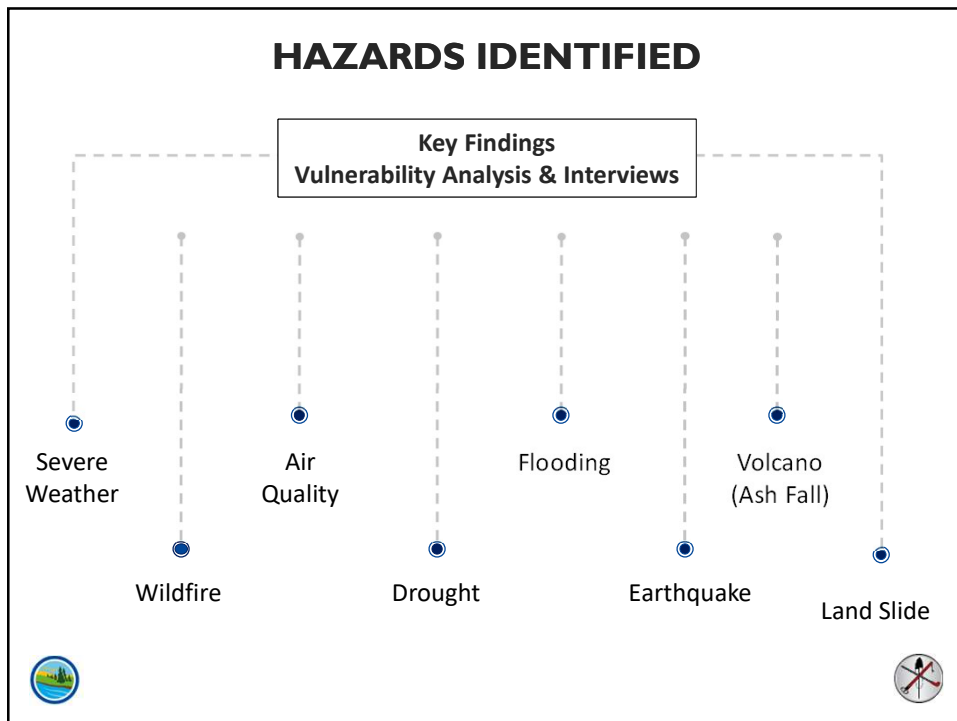 HAZARDS IDENTIFIED
Key Findings
Vulnerability Analysis & Interviews
Severe
Weather
Wildfire
Air
Quality
Drought
Flooding
Earthquake
Volcano
(Ash Fall)
Land Slide